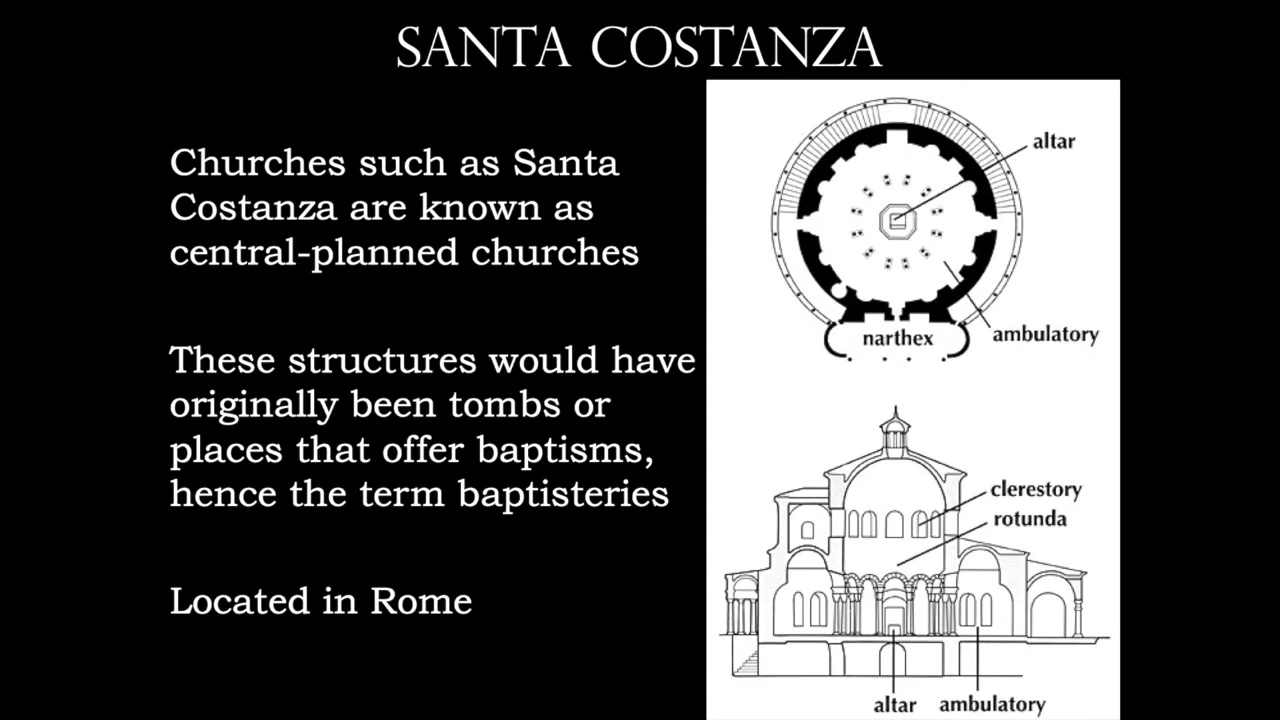 SANTA COSTANZA
Churches such as Santa
Costanza are known as
central-planned churches
These structures would have
originally been tombs or
places that offer baptisms,
hence the term baptisteries
Located in Rome
altar
ambulatory
narthex
clerestory
rotunda
altar
ambulatory